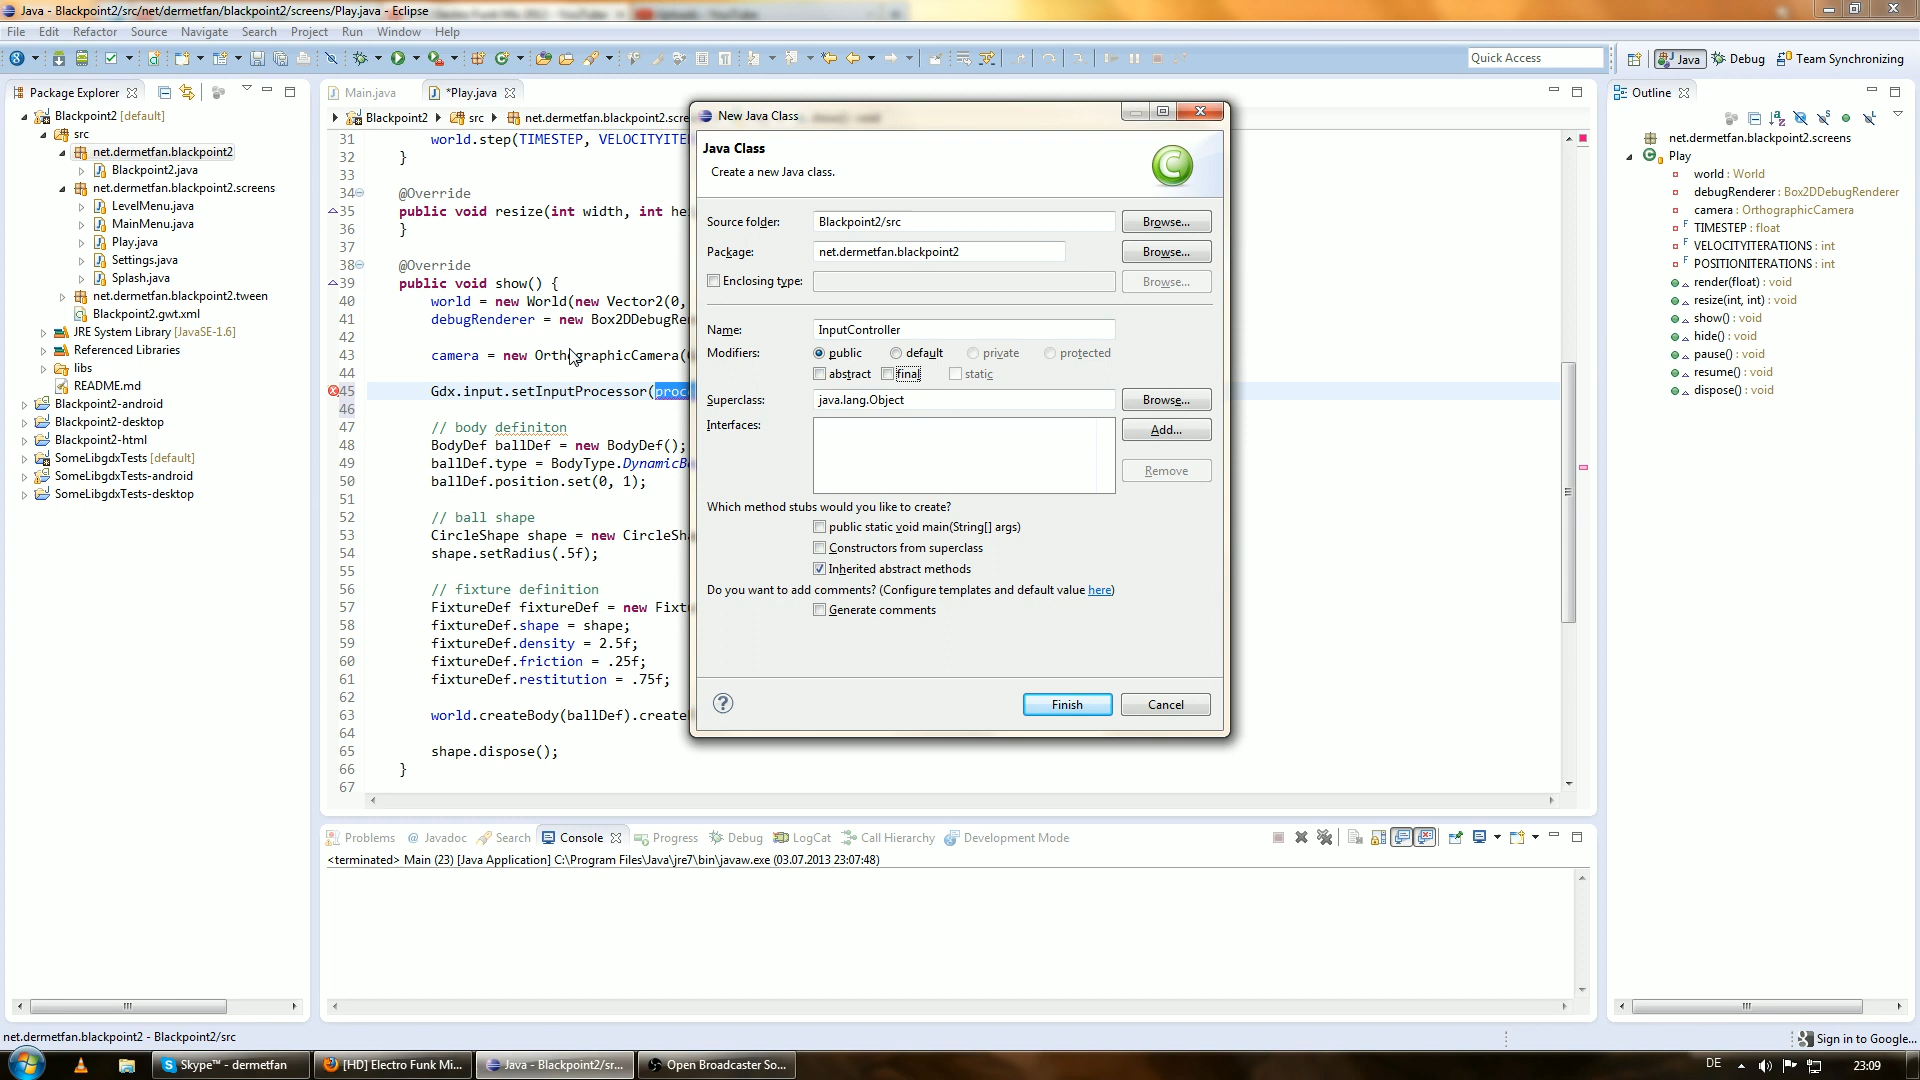 Java - Blackpoint2/src/net/dermetfan/blackpoint2/screens/Play.java - Eclipse
File Edit Refactor Source Navigate Search Project Run Window Help
Quick Access
Java
Debug
Team Synchronizing
Package Explorer
Blackpoint2 [default]
src
net.dermetfan.blackpoint2
Blackpoint2.java
net.dermetfan.blackpoint2.screens
LevelMenu.java
MainMenu.java
Play.java
Settings.java
Splash.java
net.dermetfan.blackpoint2.tween
Blackpoint2.gwt.xml
JRE System Library [JavaSE-1.6]
Referenced Libraries
libs
README.md
Blackpoint2-android
Blackpoint2-desktop
Blackpoint2-html
SomeLibgdxTests [default]
SomeLibgdxTests-android
SomeLibgdxTests-desktop
Main.java
*Play.java
Blackpoint2
src
net.dermetfan.blackpoint2.scree
31 world.step(TIMESTEP, VELOCITYITE
32 }
33
34 @Override
35 public void resize(int width, int he
36 }
37
38 @Override
39 public void show() {
40 world = new World(new Vector2(0,
41 debugRenderer = new Box2DDebugRe
42
43 camera = new OrthographicCamera(
44
45 Gdx.input.setInputProcessor(proc
46
47 // body definiton
48 BodyDef ballDef = new BodyDef();
49 ballDef.type = BodyType.DynamicB
50 ballDef.position.set(0, 1);
51
52 // ball shape
53 CircleShape shape = new CircleSh
54 shape.setRadius(.5f);
55
56 // fixture definition
57 FixtureDef fixtureDef = new Fixt
58 fixtureDef.shape = shape;
59 fixtureDef.density = 2.5f;
60 fixtureDef.friction = .25f;
61 fixtureDef.restitution = .75f;
62
63 world.createBody(ballDef).create
64
65 shape.dispose();
66 }
67
New Java Class
Java Class
Create a new Java class.
Source folder: Blackpoint2/src Browse...
Package: net.dermetfan.blackpoint2 Browse...
Enclosing type: Browse...
Name: InputController
Modifiers: public default private protected
abstract final static
Superclass: java.lang.Object Browse...
Interfaces: Add...
Remove
Which method stubs would you like to create?
public static void main(String[] args)
Constructors from superclass
Inherited abstract methods
Do you want to add comments? (Configure templates and default value here)
Generate comments
Finish Cancel
Outline
net.dermetfan.blackpoint2.screens
Play
world : World
debugRenderer : Box2DDebugRenderer
camera : OrthographicCamera
TIMESTEP : float
VELOCITYITERATIONS : int
POSITIONITERATIONS : int
render(float) : void
resize(int, int) : void
show() : void
hide() : void
pause() : void
resume() : void
dispose() : void
Problems @ Javadoc Search Console Progress Debug LogCat Call Hierarchy Development Mode
<terminated> Main (23) [Java Application] C:\Program Files\Java\jre7\bin\javaw.exe (03.07.2013 23:07:48)
net.dermetfan.blackpoint2 - Blackpoint2/src
Sign in to Google...
Skype™ - dermetfan
[HD] Electro Funk Mi...
Java - Blackpoint2/sr...
Open Broadcaster So...
DE
23:09